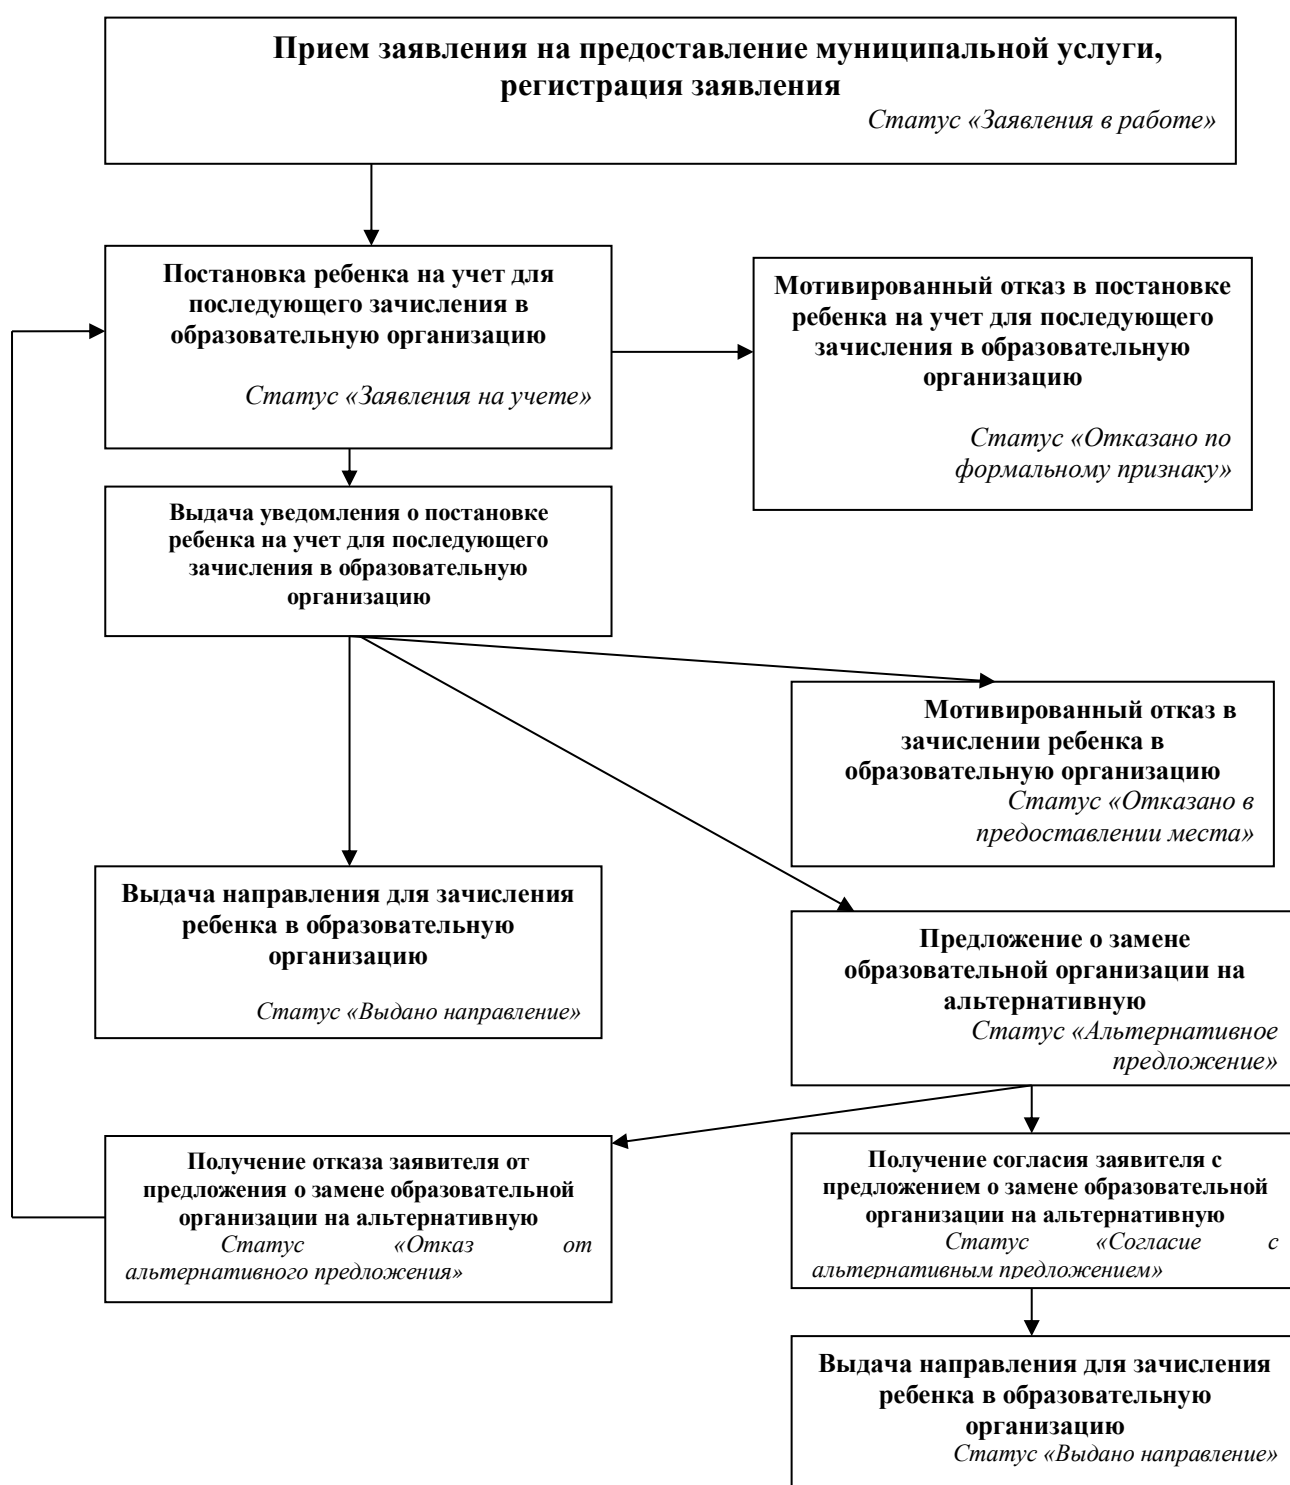 Прием заявления на предоставление муниципальной услуги,
регистрация заявления
Статус «Заявления в работе»
Постановка ребенка на учет для
последующего зачисления в
образовательную организацию
Статус «Заявления на учете»
Мотивированный отказ в постановке
ребенка на учет для последующего
зачисления в образовательную
организацию
Статус «Отказано по
формальному признаку»
Выдача уведомления о постановке
ребенка на учет для последующего
зачисления в образовательную
организацию
Мотивированный отказ в
зачислении ребенка в
образовательную организацию
Статус «Отказано в
предоставлении места»
Выдача направления для зачисления
ребенка в образовательную
организацию
Статус «Выдано направление»
Предложение о замене
образовательной организации на
альтернативную
Статус «Альтернативное
предложение»
Получение отказа заявителя от
предложения о замене образовательной
организации на альтернативную
Статус «Отказ от
альтернативного предложения»
Получение согласия заявителя с
предложением о замене образовательной
организации на альтернативную
Статус «Согласие с
альтернативным предложением»
Выдача направления для зачисления
ребенка в образовательную
организацию
Статус «Выдано направление»